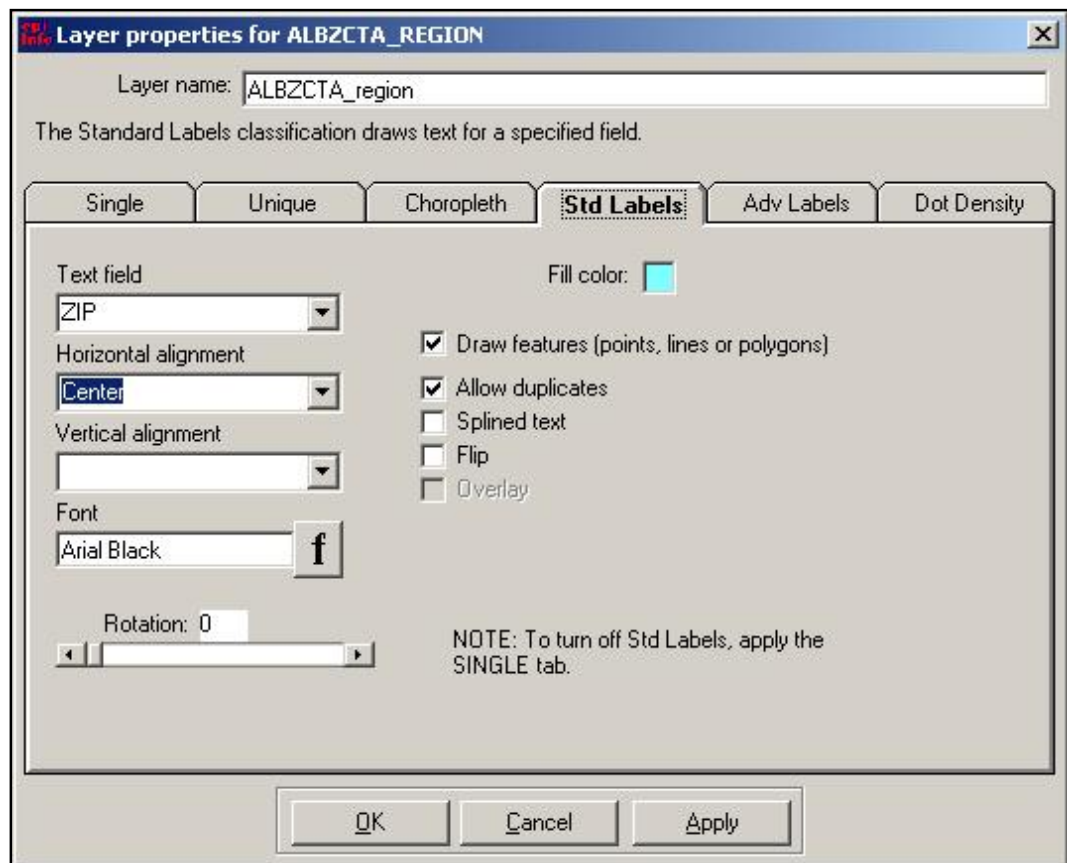 epi
info
Layer properties for ALBZCTA_REGION
Layer name: ALBZCTA_region
The Standard Labels classification draws text for a specified field.
Single Unique Choropleth Std Labels Adv Labels Dot Density
Text field
ZIP
Horizontal alignment
Center
Vertical alignment
Font
Arial Black f
Rotation: 0
Fill color:
Draw features (points, lines or polygons)
Allow duplicates
Splined text
Flip
Overlay
NOTE: To turn off Std Labels, apply the
SINGLE tab.
OK Cancel Apply